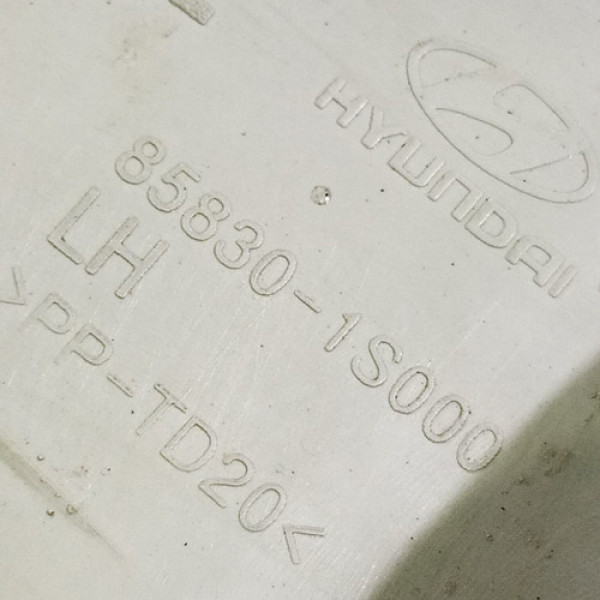 HYUNDAI
85830-1S000
LH
>PP-TD20<